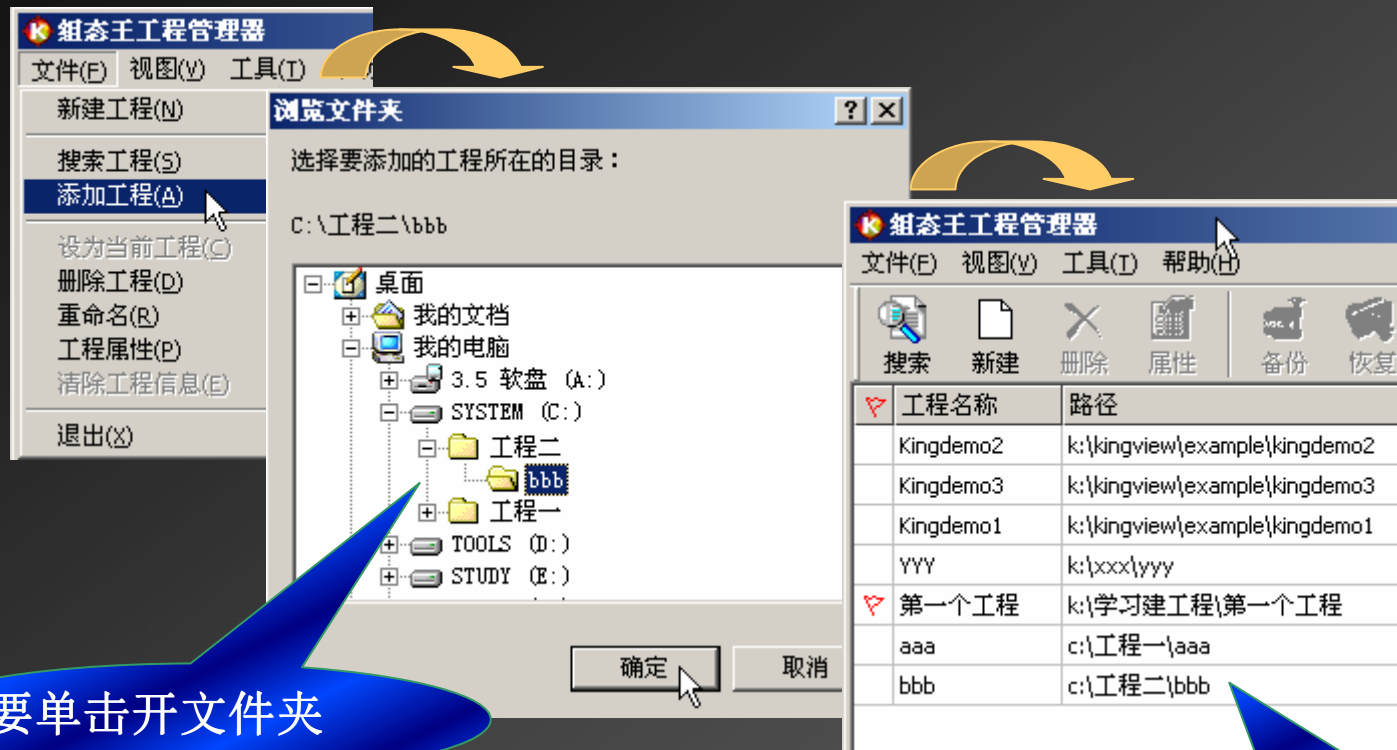 组态王工程管理器
文件(F) 视图(V) 工具(T)
新建工程(N)
搜索工程(S)
添加工程(A)
设为当前工程(C)
删除工程(D)
重命名(R)
工程属性(P)
清除工程信息(E)
退出(X)
浏览文件夹
选择要添加的工程所在的目录：
C:\工程二\bbb
桌面
我的文档
我的电脑
3.5 软盘 (A:)
SYSTEM (C:)
工程二
bbb
工程一
TOOLS (D:)
STUDY (E:)
确定 取消
要单击开文件夹
组态王工程管理器
文件(F) 视图(V) 工具(T) 帮助(H)
搜索 新建 删除 属性 备份 恢复
工程名称 路径
Kingdemo2 k:\kingview\example\kingdemo2
Kingdemo3 k:\kingview\example\kingdemo3
Kingdemo1 k:\kingview\example\kingdemo1
YYY k:\xxx\yyy
第一个工程 k:\学习建工程\第一个工程
aaa c:\工程一\aaa
bbb c:\工程二\bbb